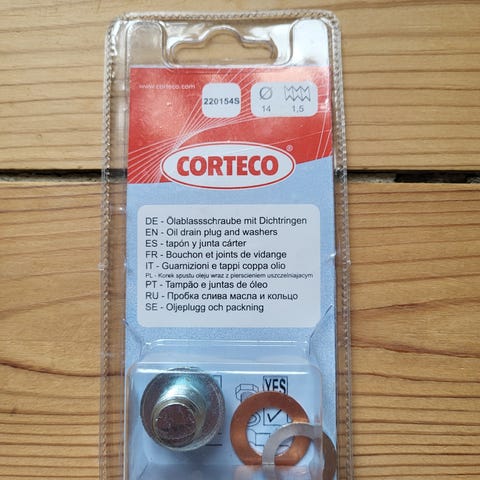 www.corteco.com
220154S
14
1,5
CORTECO®
DE - Ölablassschraube mit Dichtringen
EN - Oil drain plug and washers
ES - tapón y junta cárter
FR - Bouchon et joints de vidange
IT - Guarnizioni e tappi coppa olio
PL - Korek spustu oleju wraz z pierscieniem uszczelniajacym
PT - Tampão e juntas de óleo
RU - Пробка слива масла и кольцо
SE - Oljeplugg och packning
YES